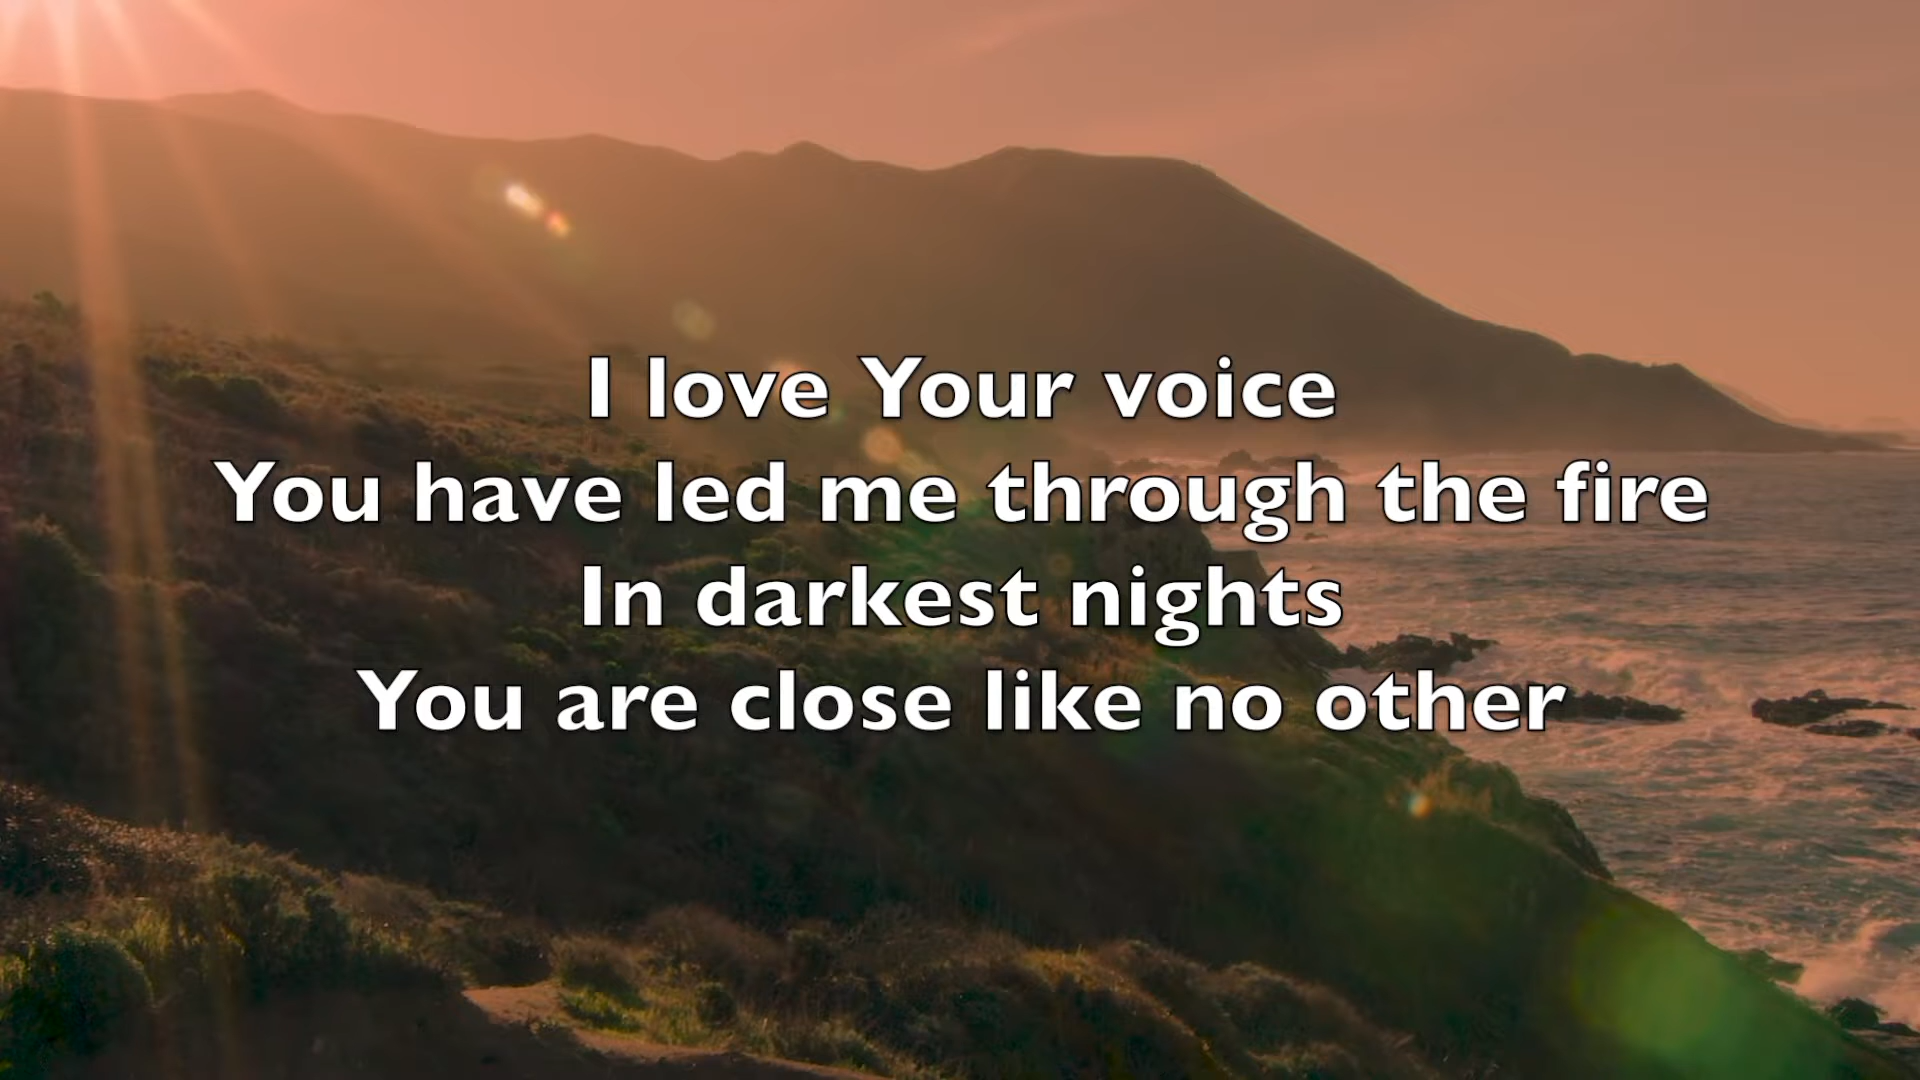 I love Your voice
You have led me through the fire
In darkest nights
You are close like no other